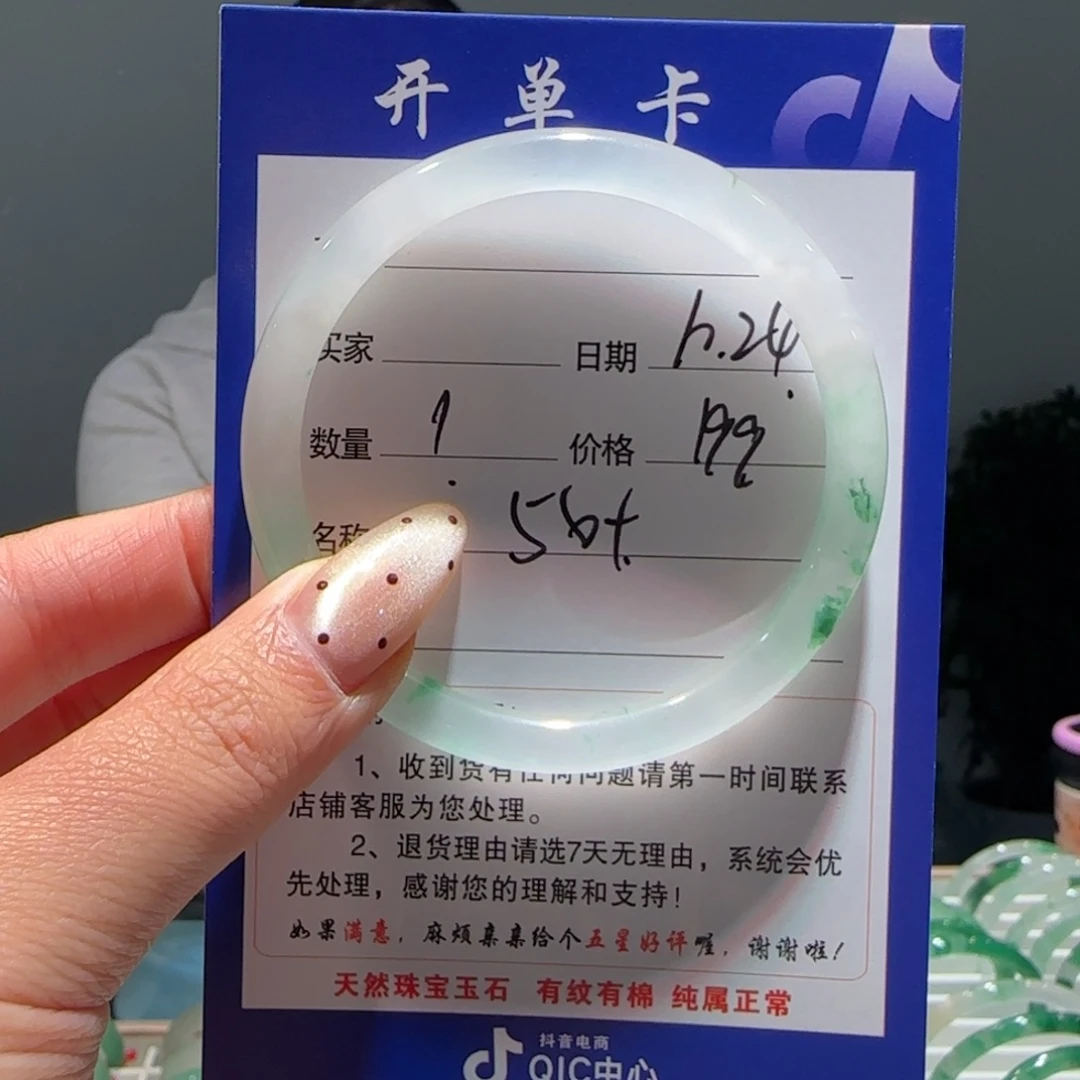 开单卡
买家 日期 6.24
数量 1 价格 199
名称 56+
1、收到货有任何问题请第一时间联系
店铺客服为您处理。
2、退货理由请选7天无理由，系统会优
先处理，感谢您的理解和支持！
如果满意，麻烦亲亲给个五星好评喔，谢谢啦！
天然珠宝玉石 有纹有棉 纯属正常
抖音电商
QIC中心